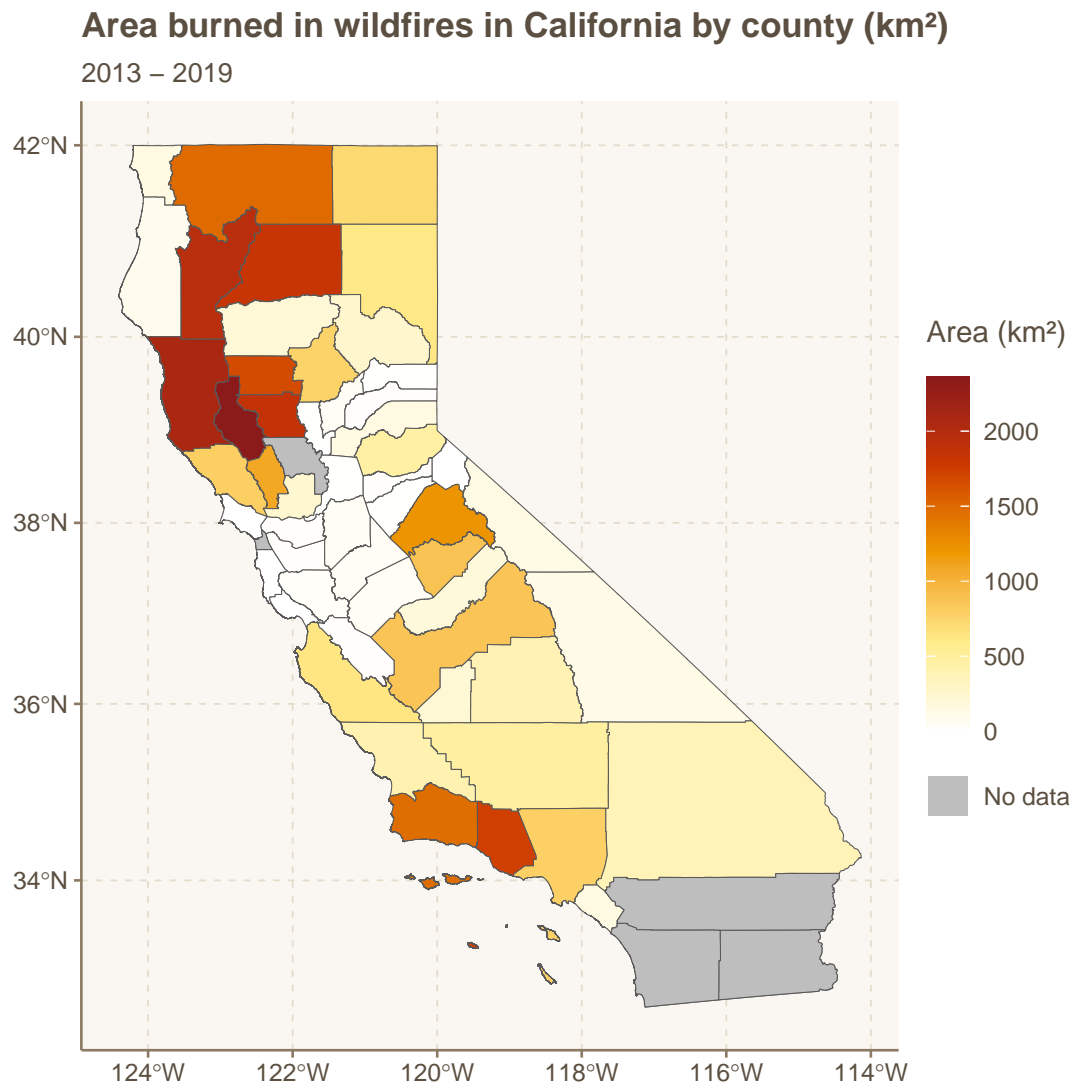 Area burned in wildfires in California by county (km²)
2013 – 2019
42°N
40°N
38°N
36°N
34°N
124°W
122°W
120°W
118°W
116°W
114°W
Area (km²)
2000
1500
1000
500
0
No data